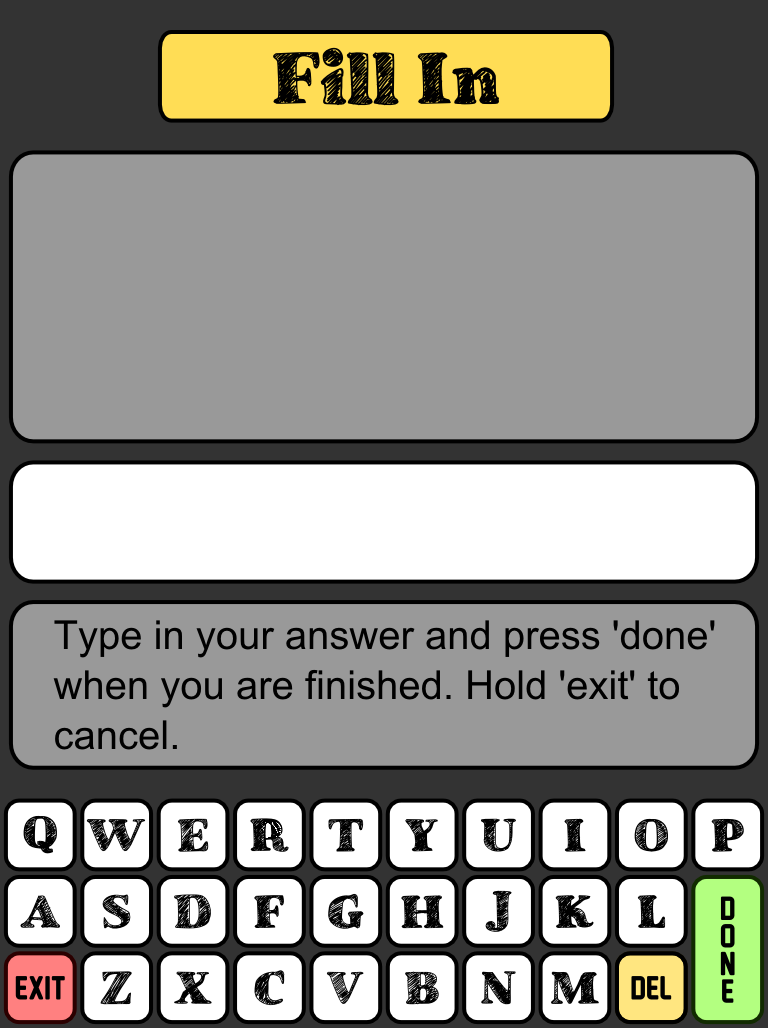 Fill In
Type in your answer and press 'done'
when you are finished. Hold 'exit' to
cancel.
Q W E R T Y U I O P
A S D F G H J K L DONE
EXIT Z X C V B N M DEL